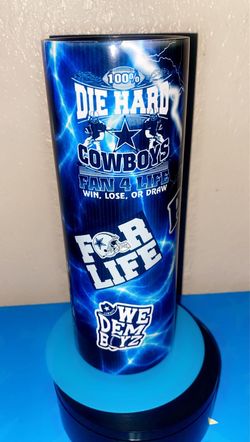 100%
DIE HARD
COWBOYS
FAN 4 LIFE
WIN, LOSE, OR DRAW
FOR
LIFE
WE
DEM
BOYZ